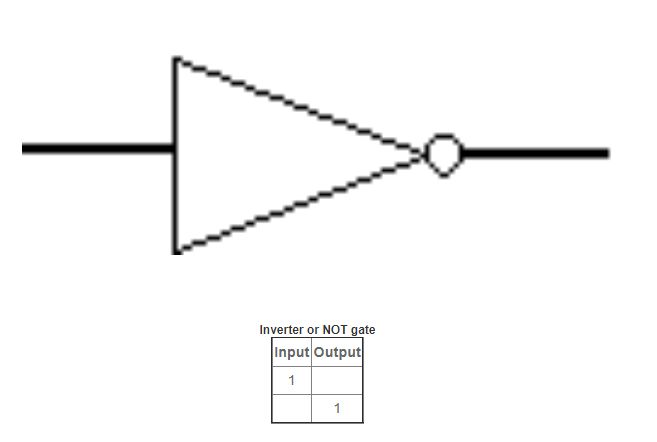 Inverter or NOT gate
Input Output
1
1